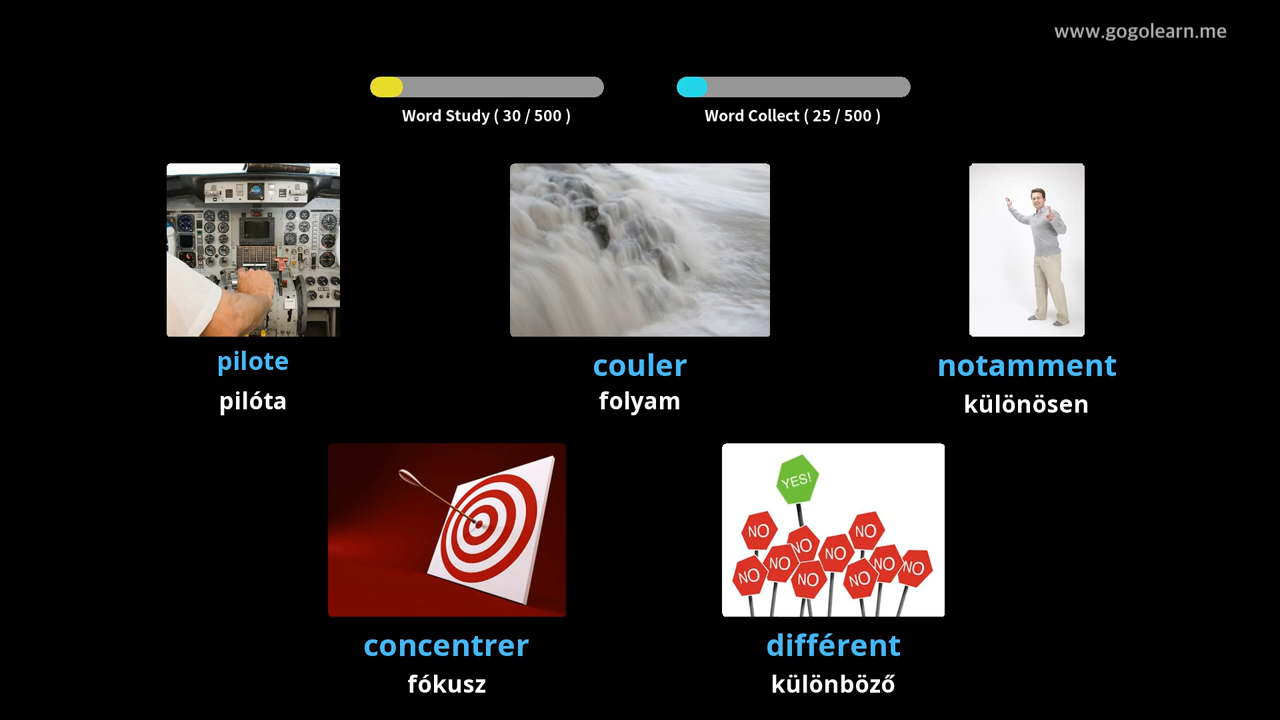 www.gogolearn.me
Word Study ( 30 / 500 )
Word Collect ( 25 / 500 )
pilote
pilóta
couler
folyam
notamment
különösen
YES!
NO
NO
NO
NO
NO
NO
NO
NO
NO
NO
concentrer
fókusz
différent
különböző